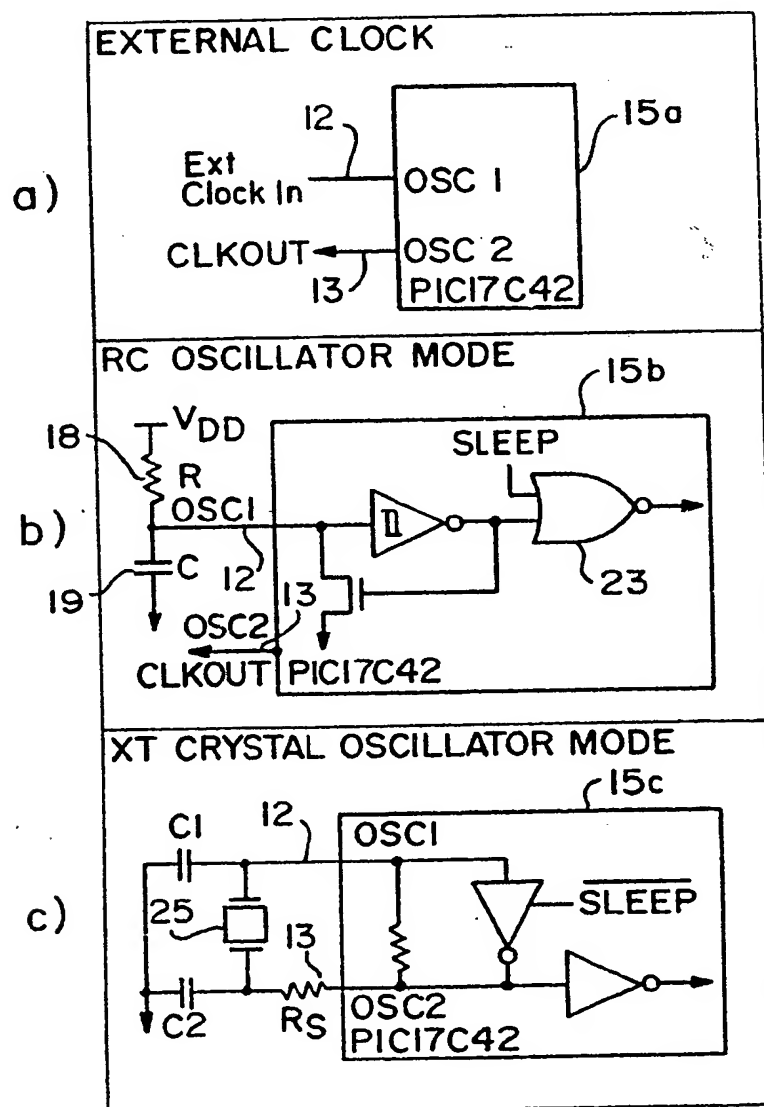 EXTERNAL CLOCK
12
15a
Ext
Clock In
OSC 1
a)
CLKOUT
OSC 2
13
PIC17C42
RC OSCILLATOR MODE
15b
VDD
18
SLEEP
R
OSC1
b)
C
12
23
19
13
OSC2
CLKOUT
PIC17C42
XT CRYSTAL OSCILLATOR MODE
15c
C1
12
OSC1
SLEEP
25
c)
13
C2
RS
OSC2
PIC17C42